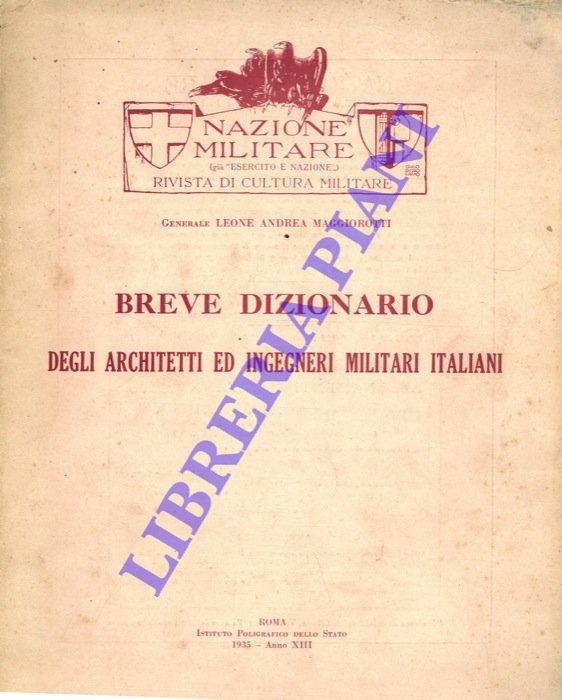 NAZIONE
MILITARE
(già "ESERCITO E NAZIONE")
RIVISTA DI CULTURA MILITARE
GENERALE LEONE ANDREA MAGGIOROTTI
BREVE DIZIONARIO
DEGLI ARCHITETTI ED INGEGNERI MILITARI ITALIANI
LIBRERIA PIANI
ROMA
ISTITUTO POLIGRAFICO DELLO STATO
1935 – ANNO XIII